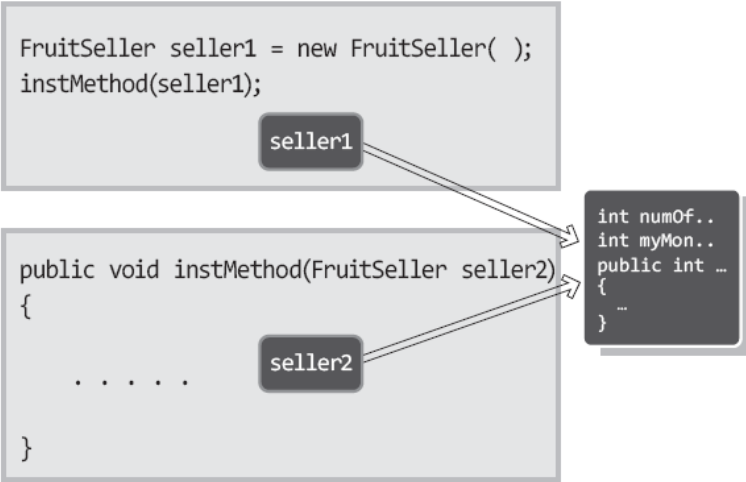 FruitSeller seller1 = new FruitSeller( );
instMethod(seller1);
seller1
int numOf..
int myMon..
public int …
{
…
}
public void instMethod(FruitSeller seller2)
{
seller2
. . . . .
}